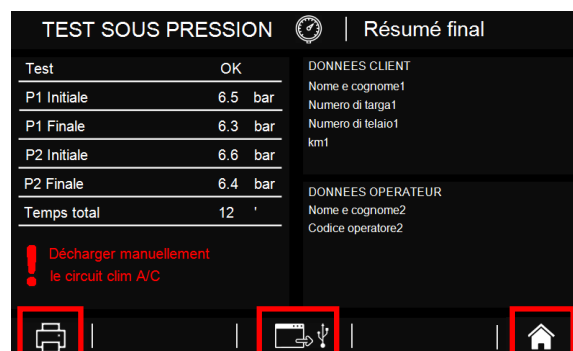 TEST SOUS PRESSION | Résumé final
Test OK
P1 Initiale 6.5 bar
P1 Finale 6.3 bar
P2 Initiale 6.6 bar
P2 Finale 6.4 bar
Temps total 12 '
! Décharger manuellement
le circuit clim A/C
DONNEES CLIENT
Nome e cognome1
Numero di targa1
Numero di telaio1
km1
DONNEES OPERATEUR
Nome e cognome2
Codice operatore2